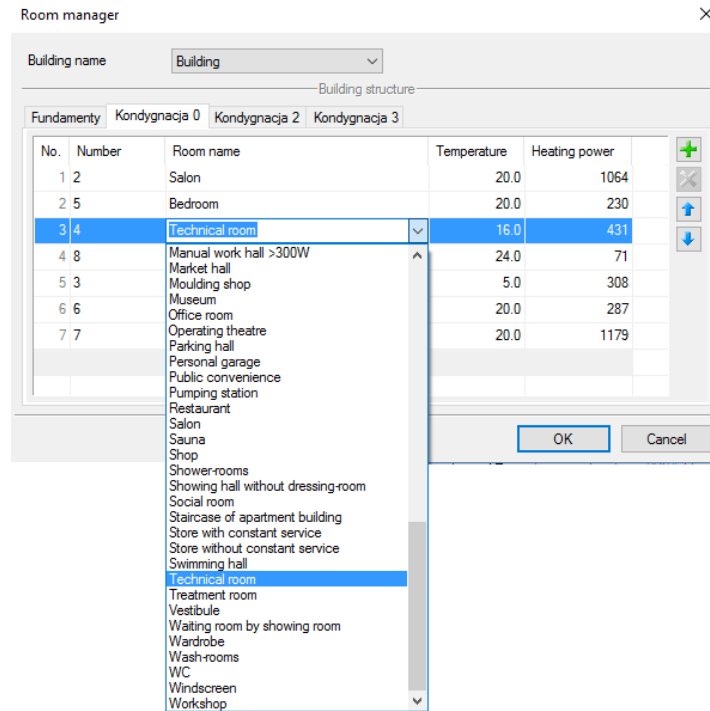 Room manager
Building name Building
Building structure
Fundamenty Kondygnacja 0 Kondygnacja 2 Kondygnacja 3
No. Number Room name Temperature Heating power
1 2 Salon 20.0 1064
2 5 Bedroom 20.0 230
3 4 Technical room 16.0 431
4 8 24.0 71
5 3 5.0 308
6 6 20.0 287
7 7 20.0 1179
Manual work hall >300W
Market hall
Moulding shop
Museum
Office room
Operating theatre
Parking hall
Personal garage
Public convenience
Pumping station
Restaurant
Salon
Sauna
Shop
Shower-rooms
Showing hall without dressing-room
Social room
Staircase of apartment building
Store with constant service
Store without constant service
Swimming hall
Technical room
Treatment room
Vestibule
Waiting room by showing room
Wardrobe
Wash-rooms
WC
Windscreen
Workshop
OK Cancel